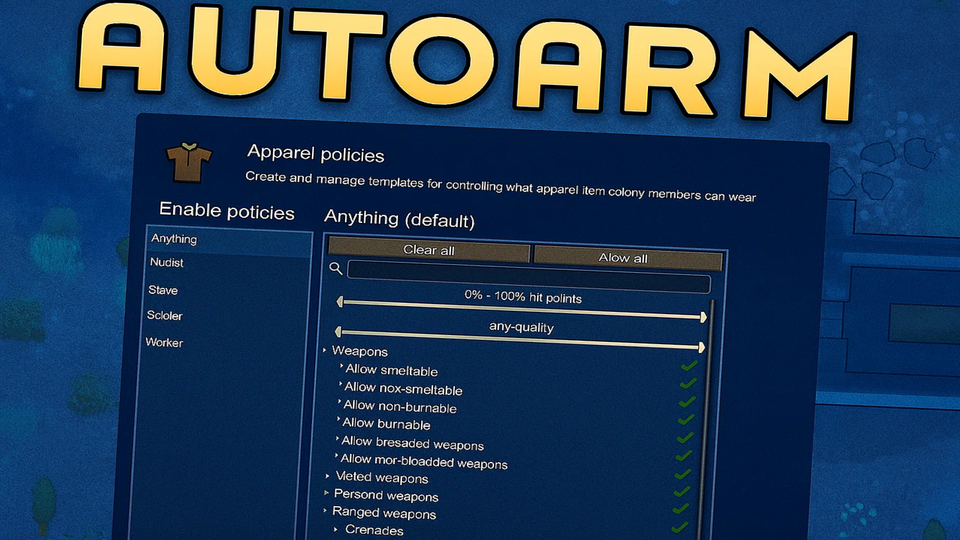 AUTOARM
Apparel policies
Create and manage templates for controlling what apparel item colony members can wear
Enable poticies
Anything (default)
Anything
Nudist
Stave
Scloler
Worker
Clear all
Alow all
0% - 100% hit polints
any-quality
Weapons
Allow smeltable
Allow nox-smeltable
Allow non-burnable
Allow burnable
Allow bresaded weapons
Allow mor-bloadded weapons
Vieted weapons
Persond weapons
Ranged weapons
Crenades